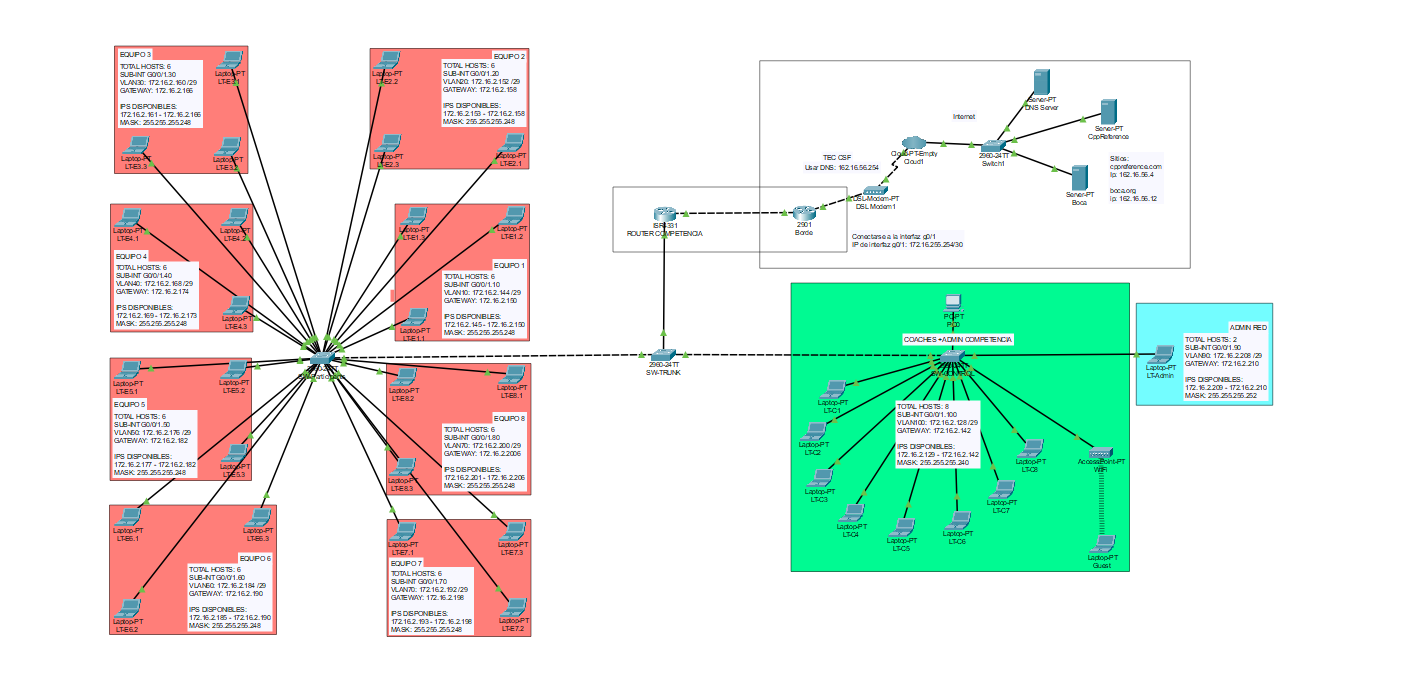 EQUIPO 3
TOTAL HOSTS: 6
SUB-INT G0/0/1.30
VLAN30: 172.16.2.160 /29
GATEWAY: 172.16.2.166
IPS DISPONIBLES:
172.16.2.161 - 172.16.2.166
MASK: 255.255.255.248
Laptop-PT
LT-E3.1
Laptop-PT
LT-E3.3
Laptop-PT
LT-E3.2
EQUIPO 2
TOTAL HOSTS: 6
SUB-INT G0/0/1.20
VLAN20: 172.16.2.152 /29
GATEWAY: 172.16.2.158
IPS DISPONIBLES:
172.16.2.153 - 172.16.2.158
MASK: 255.255.255.248
Laptop-PT
LT-E2.2
Laptop-PT
LT-E2.3
Laptop-PT
LT-E2.1
Laptop-PT
LT-E4.1
Laptop-PT
LT-E4.2
EQUIPO 4
TOTAL HOSTS: 6
SUB-INT G0/0/1.40
VLAN40: 172.16.2.168 /29
GATEWAY: 172.16.2.174
IPS DISPONIBLES:
172.16.2.169 - 172.16.2.173
MASK: 255.255.255.248
Laptop-PT
LT-E4.3
Laptop-PT
LT-E1.3
Laptop-PT
LT-E1.2
EQUIPO 1
TOTAL HOSTS: 6
SUB-INT G0/0/1.10
VLAN10: 172.16.2.144 /29
GATEWAY: 172.16.2.150
IPS DISPONIBLES:
172.16.2.145 - 172.16.2.150
MASK: 255.255.255.248
Laptop-PT
LT-E1.1
Laptop-PT
LT-E5.1
Laptop-PT
LT-E5.2
EQUIPO 5
TOTAL HOSTS: 6
SUB-INT G0/0/1.50
VLAN50: 172.16.2.176 /29
GATEWAY: 172.16.2.182
IPS DISPONIBLES:
172.16.2.177 - 172.16.2.182
MASK: 255.255.255.248
Laptop-PT
LT-E5.3
Laptop-PT
LT-E8.2
Laptop-PT
LT-E8.1
EQUIPO 8
TOTAL HOSTS: 6
SUB-INT G0/0/1.80
VLAN70: 172.16.2.200 /29
GATEWAY: 172.16.2.2006
IPS DISPONIBLES:
172.16.2.201 - 172.16.2.206
MASK: 255.255.255.248
Laptop-PT
LT-E8.3
Laptop-PT
LT-E6.1
Laptop-PT
LT-E6.3
EQUIPO 6
TOTAL HOSTS: 6
SUB-INT G0/0/1.60
VLAN60: 172.16.2.184 /29
GATEWAY: 172.16.2.190
IPS DISPONIBLES:
172.16.2.185 - 172.16.2.190
MASK: 255.255.255.248
Laptop-PT
LT-E6.2
Laptop-PT
LT-E7.1
Laptop-PT
LT-E7.3
EQUIPO 7
TOTAL HOSTS: 6
SUB-INT G0/0/1.70
VLAN70: 172.16.2.192 /29
GATEWAY: 172.16.2.198
IPS DISPONIBLES:
172.16.2.193 - 172.16.2.198
MASK: 255.255.255.248
Laptop-PT
LT-E7.2
Internet
Server-PT
DNS Server
Server-PT
CppReference
Cloud-PT-Empty
Cloud1
2960-24TT
Switch1
TEC CSF
User DNS: 162.16.56.254
Sitios:
cppreference.com
Ip: 162.16.56.4
boca.org
ip: 162.16.56.12
Server-PT
Boca
DSL-Modem-PT
DSL Modem1
ISR4331
ROUTER COMPETENCIA
2901
Borde
Conectarse a la interfaz g0/1
IP de interfaz g0/1: 172.16.255.254/30
2960-24TT
SW-TRUNK
PC-PT
PC0
COACHES + ADMIN COMPETENCIA
SW-CONTROL
Laptop-PT
LT-C1
Laptop-PT
LT-C2
Laptop-PT
LT-C3
Laptop-PT
LT-C4
Laptop-PT
LT-C5
Laptop-PT
LT-C6
Laptop-PT
LT-C7
Laptop-PT
LT-C8
TOTAL HOSTS: 8
SUB-INT G0/0/1.100
VLAN100: 172.16.2.128 /29
GATEWAY: 172.16.2.142
IPS DISPONIBLES:
172.16.2.129 - 172.16.2.142
MASK: 255.255.255.240
AccessPoint-PT
WIFI
Laptop-PT
Guest
ADMIN RED
TOTAL HOSTS: 2
SUB-INT G0/0/1.90
VLAN90: 172.16.2.208 /29
GATEWAY: 172.16.2.210
IPS DISPONIBLES:
172.16.2.209 - 172.16.2.210
MASK: 255.255.255.252
Laptop-PT
LT-Admin